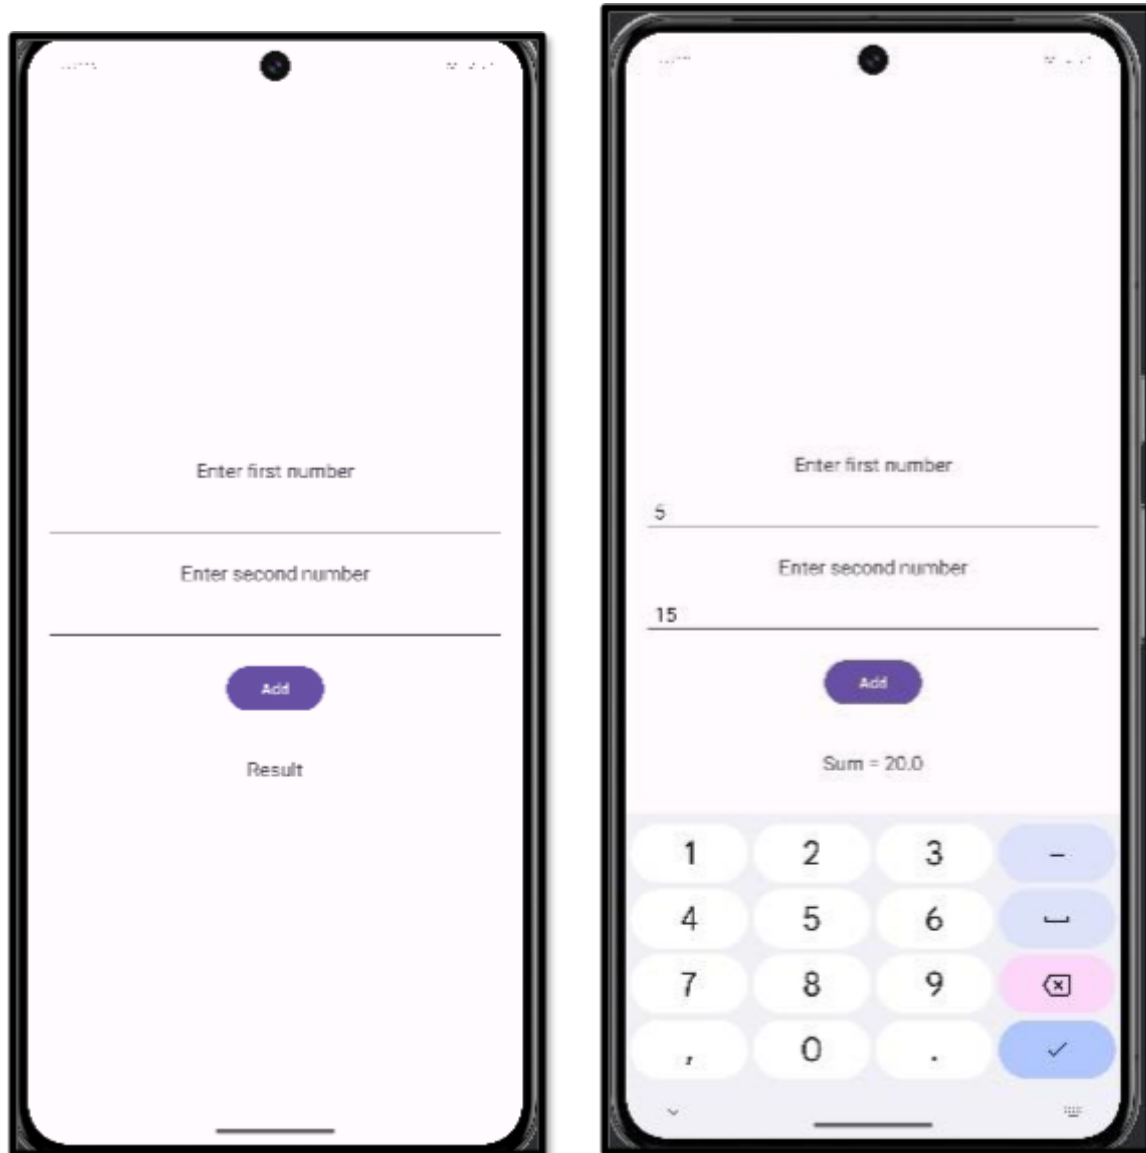 Enter first number
Enter second number
Add
Result
Enter first number
5
Enter second number
15
Add
Sum = 20.0
1 2 3 -
4 5 6
7 8 9
, 0 .